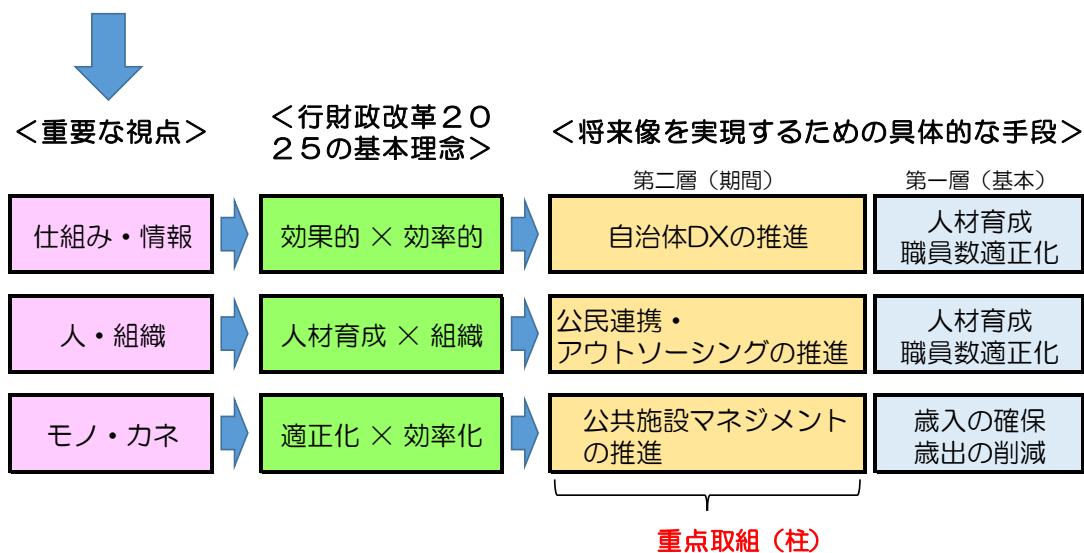 ＜重要な視点＞
＜行財政改革２０
２５の基本理念＞
＜将来像を実現するための具体的な手段＞
第二層（期間）
第一層（基本）
仕組み・情報
効果的 × 効率的
自治体DXの推進
人材育成
職員数適正化
人・組織
人材育成 × 組織
公民連携・
アウトソーシングの推進
人材育成
職員数適正化
モノ・カネ
適正化 × 効率化
公共施設マネジメント
の推進
歳入の確保
歳出の削減
重点取組（柱）